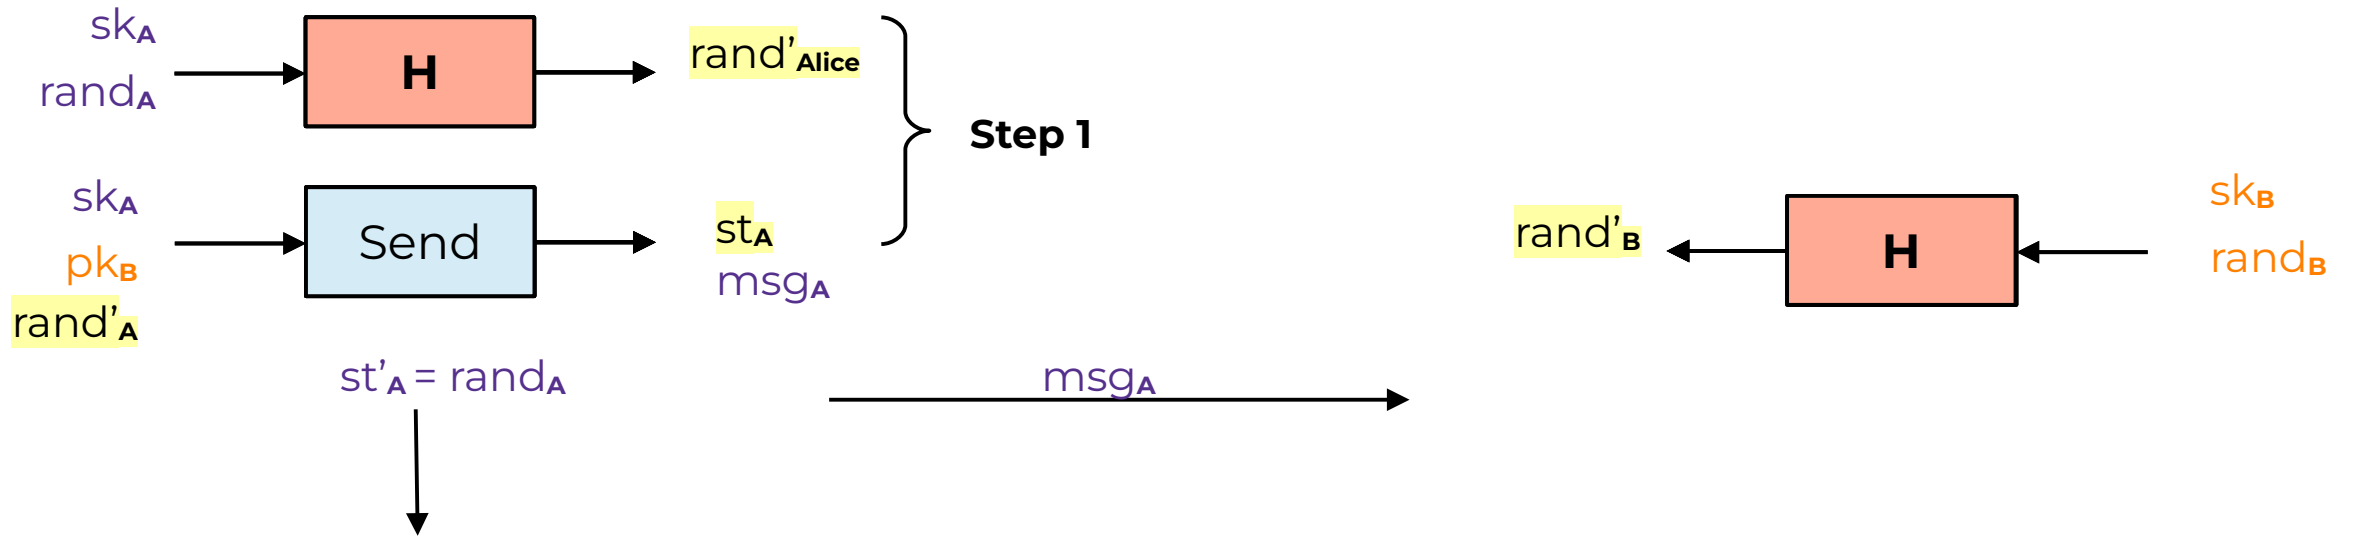 skA
H
rand'Alice
randA
Step 1
skA
Send
stA
pkB
msgA
rand'A
rand'B
H
skB
randB
st'A = randA
msgA